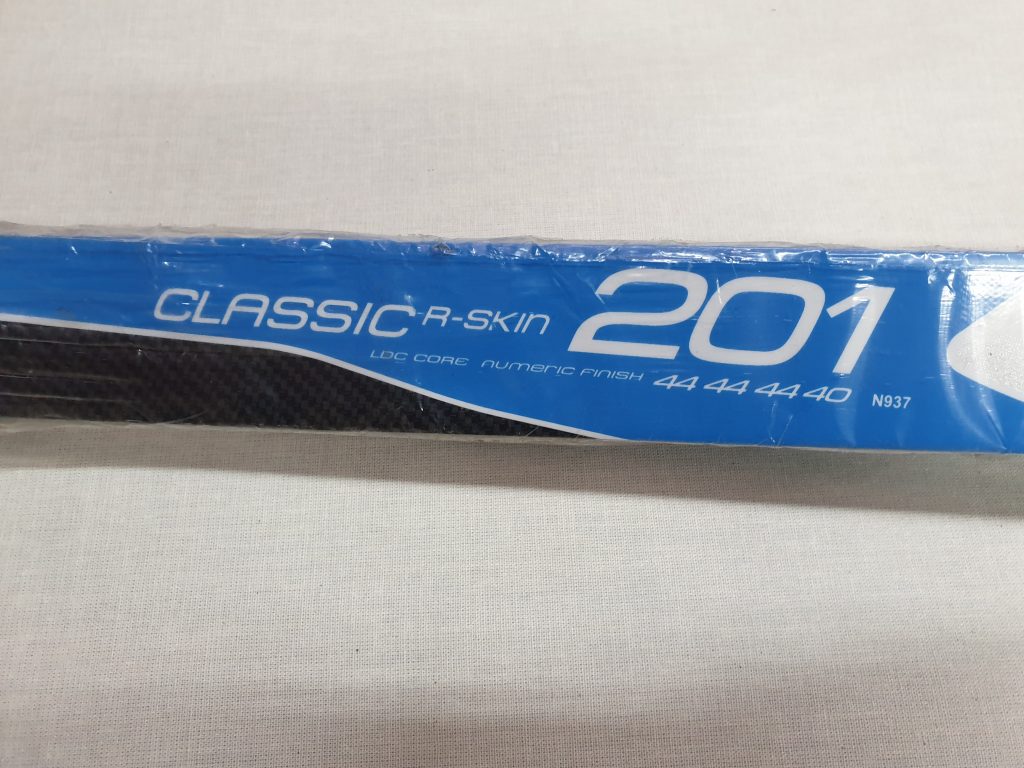 CLASSIC R-SKIN 201
LDC CORE NUMERIC FINISH 44 44 44 40 N937